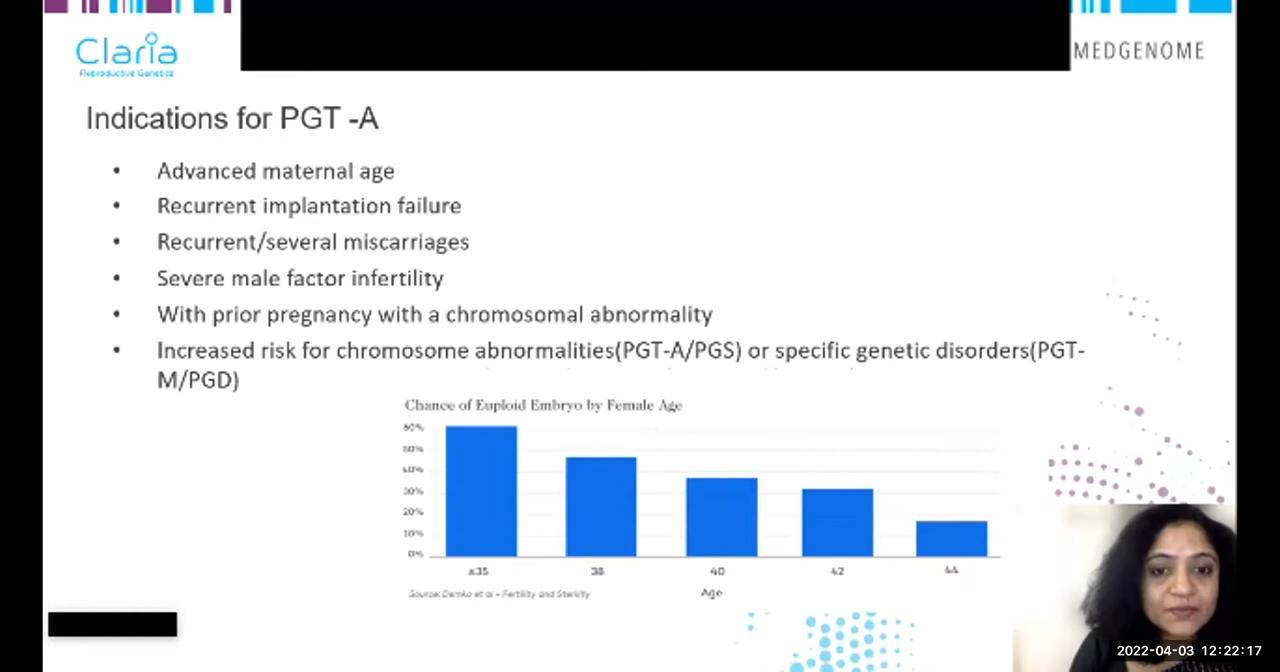 Claria
Reproductive Genetics
MEDGENOME
Indications for PGT -A
• Advanced maternal age
• Recurrent implantation failure
• Recurrent/several miscarriages
• Severe male factor infertility
• With prior pregnancy with a chromosomal abnormality
• Increased risk for chromosome abnormalities(PGT-A/PGS) or specific genetic disorders(PGT-
M/PGD)
Chance of Euploid Embryo by Female Age
60%
50%
40%
30%
20%
10%
0%
≤35 38 40 42 44
Source: Demko et al - Fertility and Sterility
Age
2022-04-03 12:22:17